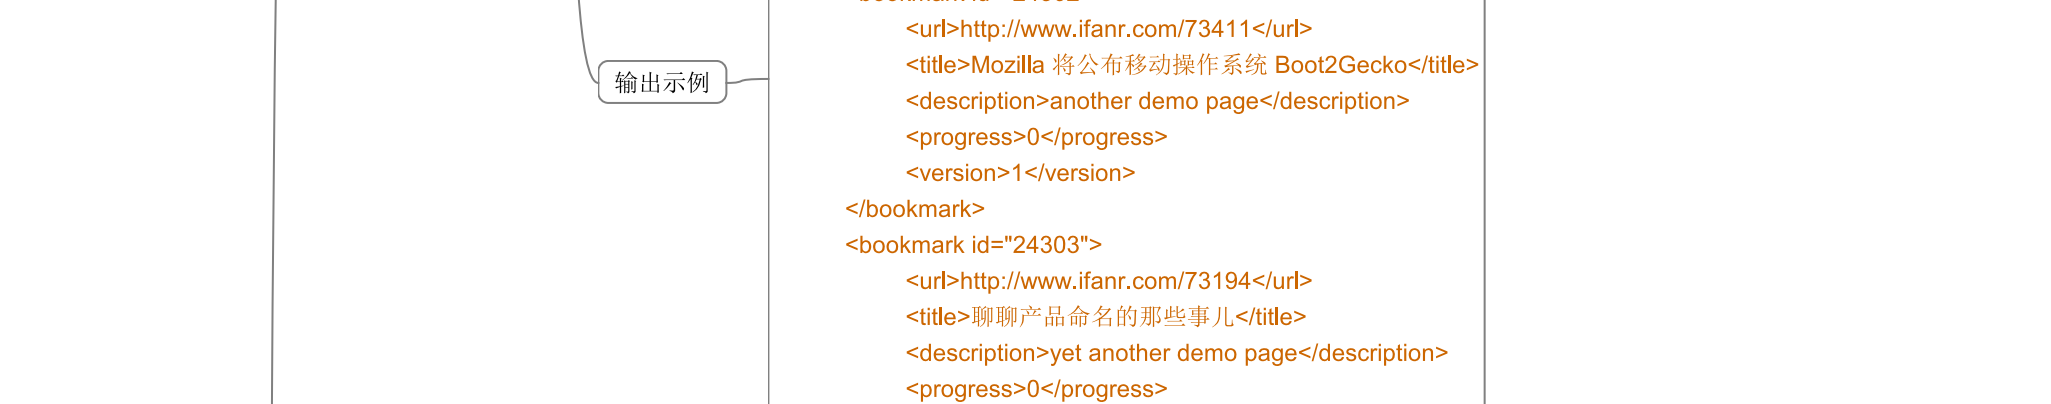 <url>http://www.ifanr.com/73411</url>
<title>Mozilla 将公布移动操作系统 Boot2Gecko</title>
输出示例
<description>another demo page</description>
<progress>0</progress>
<version>1</version>
</bookmark>
<bookmark id="24303">
<url>http://www.ifanr.com/73194</url>
<title>聊聊产品命名的那些事儿</title>
<description>yet another demo page</description>
<progress>0</progress>